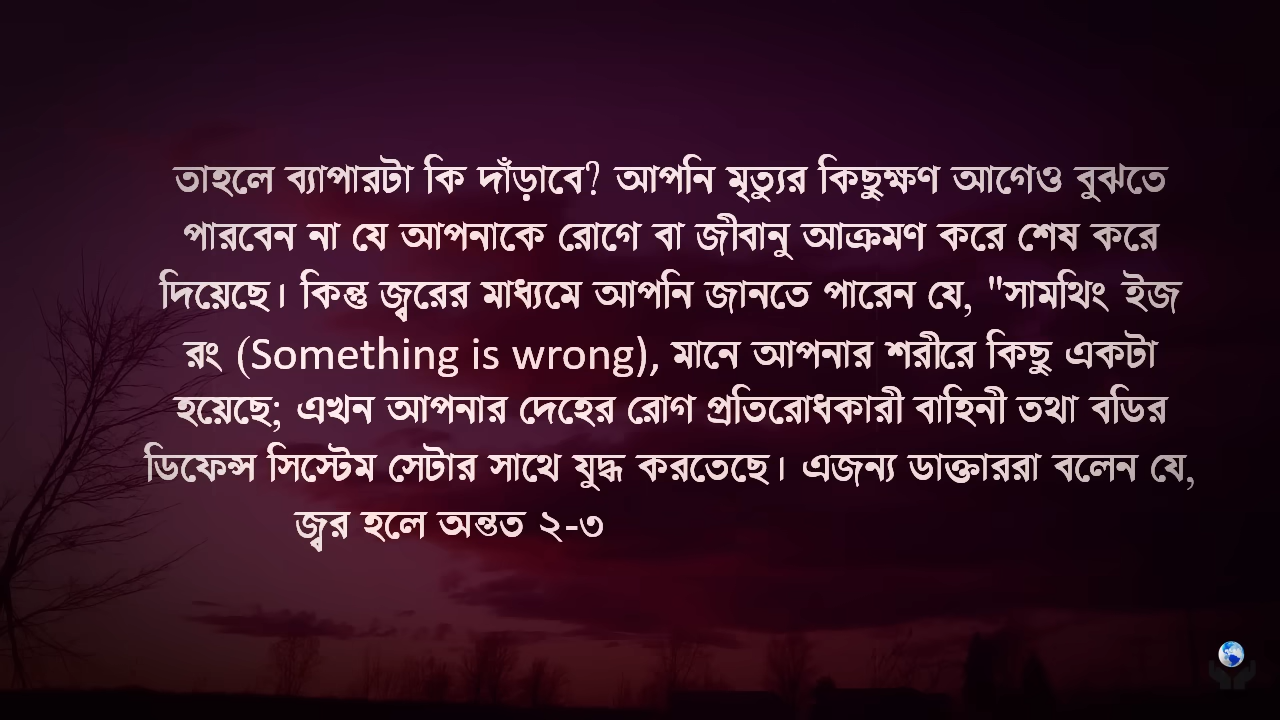 তাহলে ব্যাপারটা কি দাঁড়াবে? আপনি মৃত্যুর কিছুক্ষণ আগেও বুঝতে
পারবেন না যে আপনাকে রোগে বা জীবানু আক্রমণ করে শেষ করে
দিয়েছে। কিন্তু জ্বরের মাধ্যমে আপনি জানতে পারেন যে, "সামথিং ইজ
রং (Something is wrong), মানে আপনার শরীরে কিছু একটা
হয়েছে; এখন আপনার দেহের রোগ প্রতিরোধকারী বাহিনী তথা বডির
ডিফেন্স সিস্টেম সেটার সাথে যুদ্ধ করতেছে। এজন্য ডাক্তাররা বলেন যে,
জ্বর হলে অন্তত ২-৩